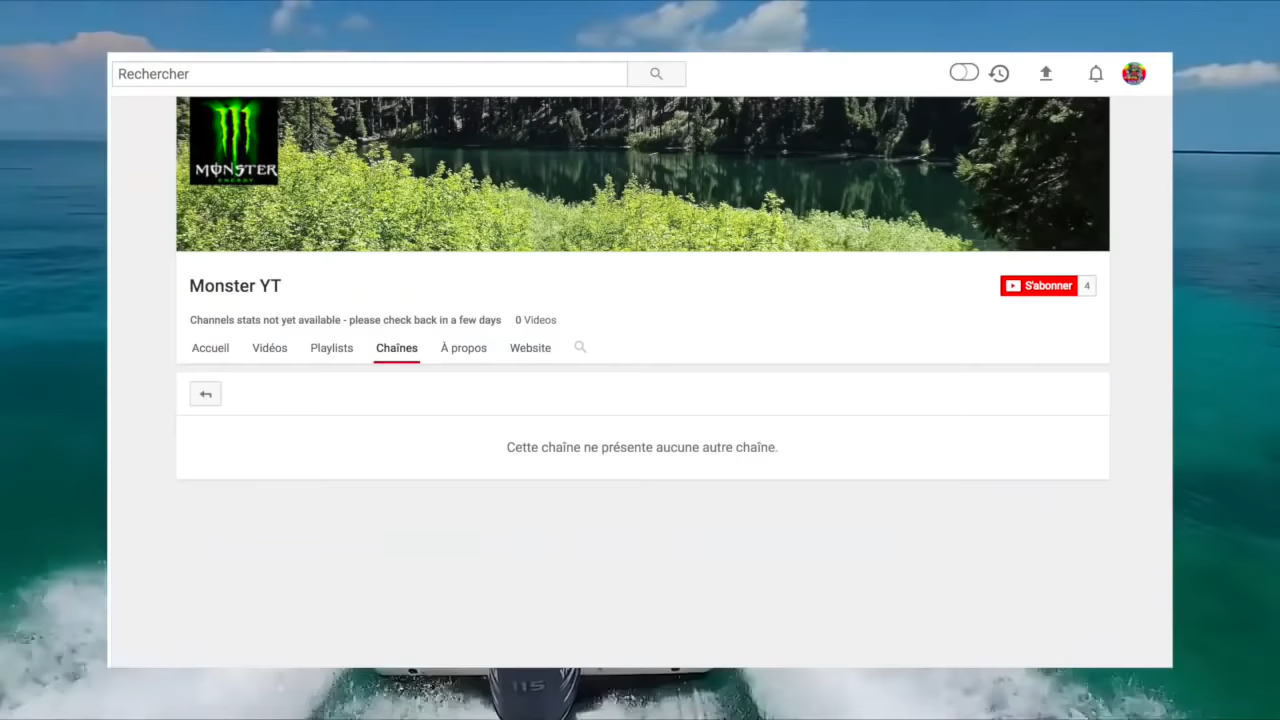 Rechercher
MONSTER
ENERGY
Monster YT
S'abonner 4
Channels stats not yet available - please check back in a few days 0 Videos
Accueil Vidéos Playlists Chaînes À propos Website
Cette chaîne ne présente aucune autre chaîne.
115